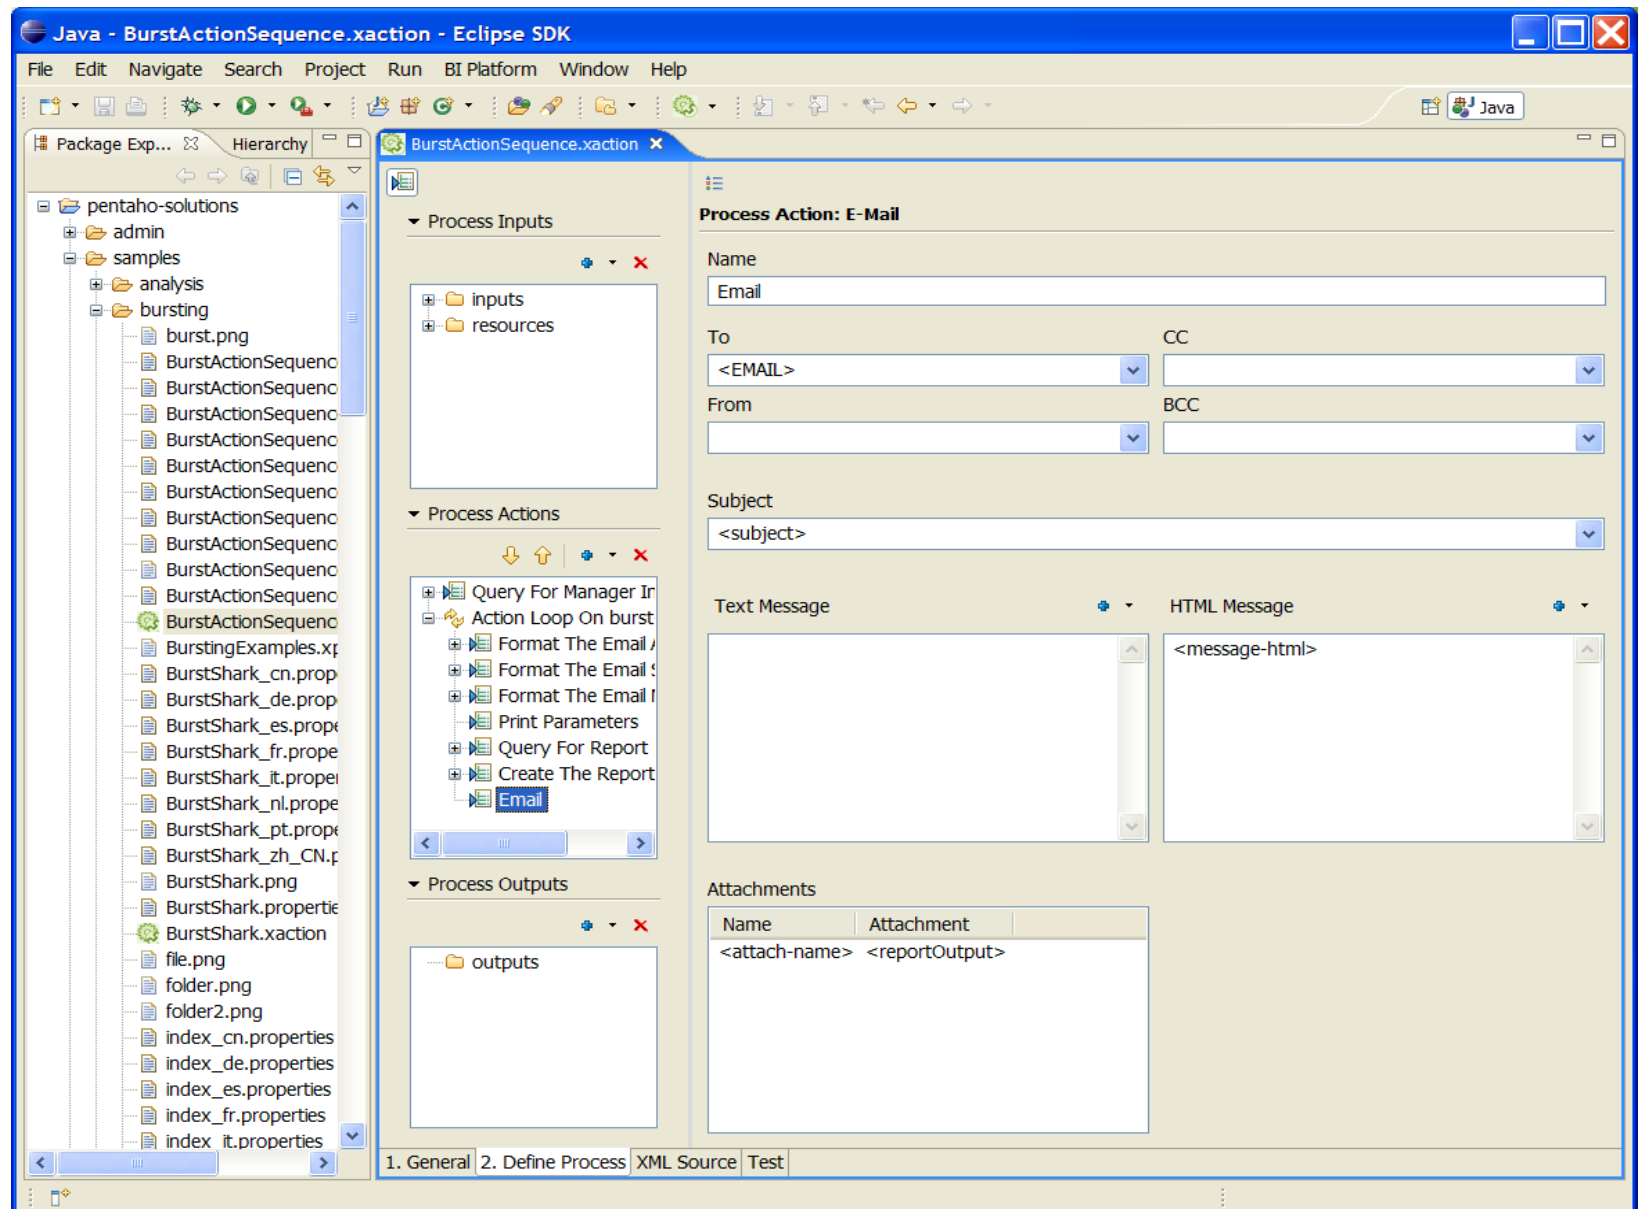 Java - BurstActionSequence.xaction - Eclipse SDK
File Edit Navigate Search Project Run BI Platform Window Help
Java
Package Exp...
Hierarchy
pentaho-solutions
admin
samples
analysis
bursting
burst.png
BurstActionSequenc
BurstActionSequenc
BurstActionSequenc
BurstActionSequenc
BurstActionSequenc
BurstActionSequenc
BurstActionSequenc
BurstActionSequenc
BurstActionSequenc
BurstActionSequenc
BurstActionSequenc
BurstingExamples.xp
BurstShark_cn.prop
BurstShark_de.prop
BurstShark_es.prope
BurstShark_fr.prope
BurstShark_it.proper
BurstShark_nl.prope
BurstShark_pt.prope
BurstShark_zh_CN.p
BurstShark.png
BurstShark.propertie
BurstShark.xaction
file.png
folder.png
folder2.png
index_cn.properties
index_de.properties
index_es.properties
index_fr.properties
index_it.properties
BurstActionSequence.xaction
Process Inputs
inputs
resources
Process Actions
Query For Manager In
Action Loop On burst
Format The Email A
Format The Email S
Format The Email M
Print Parameters
Query For Report
Create The Report
Email
Process Outputs
outputs
Process Action: E-Mail
Name
Email
To
CC
<EMAIL>
From
BCC
Subject
<subject>
Text Message
HTML Message
<message-html>
Attachments
Name Attachment
<attach-name> <reportOutput>
1. General 2. Define Process XML Source Test